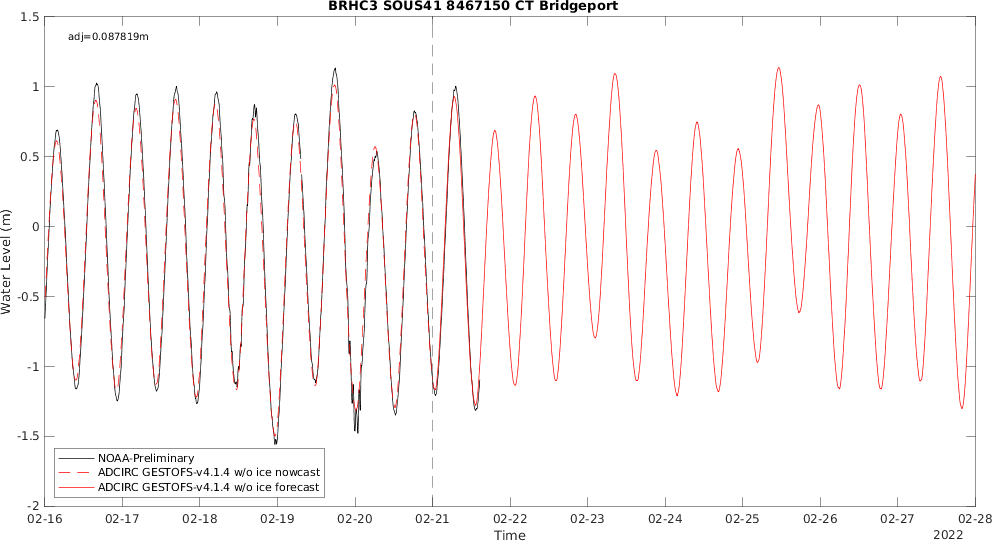 BRHC3 SOUS41 8467150 CT Bridgeport
adj=0.087819m
1.5
1
0.5
0
-0.5
-1
-1.5
-2
Water Level (m)
NOAA-Preliminary
ADCIRC GESTOFS-v4.1.4 w/o ice nowcast
ADCIRC GESTOFS-v4.1.4 w/o ice forecast
02-16 02-17 02-18 02-19 02-20 02-21 02-22 02-23 02-24 02-25 02-26 02-27 02-28
Time
2022